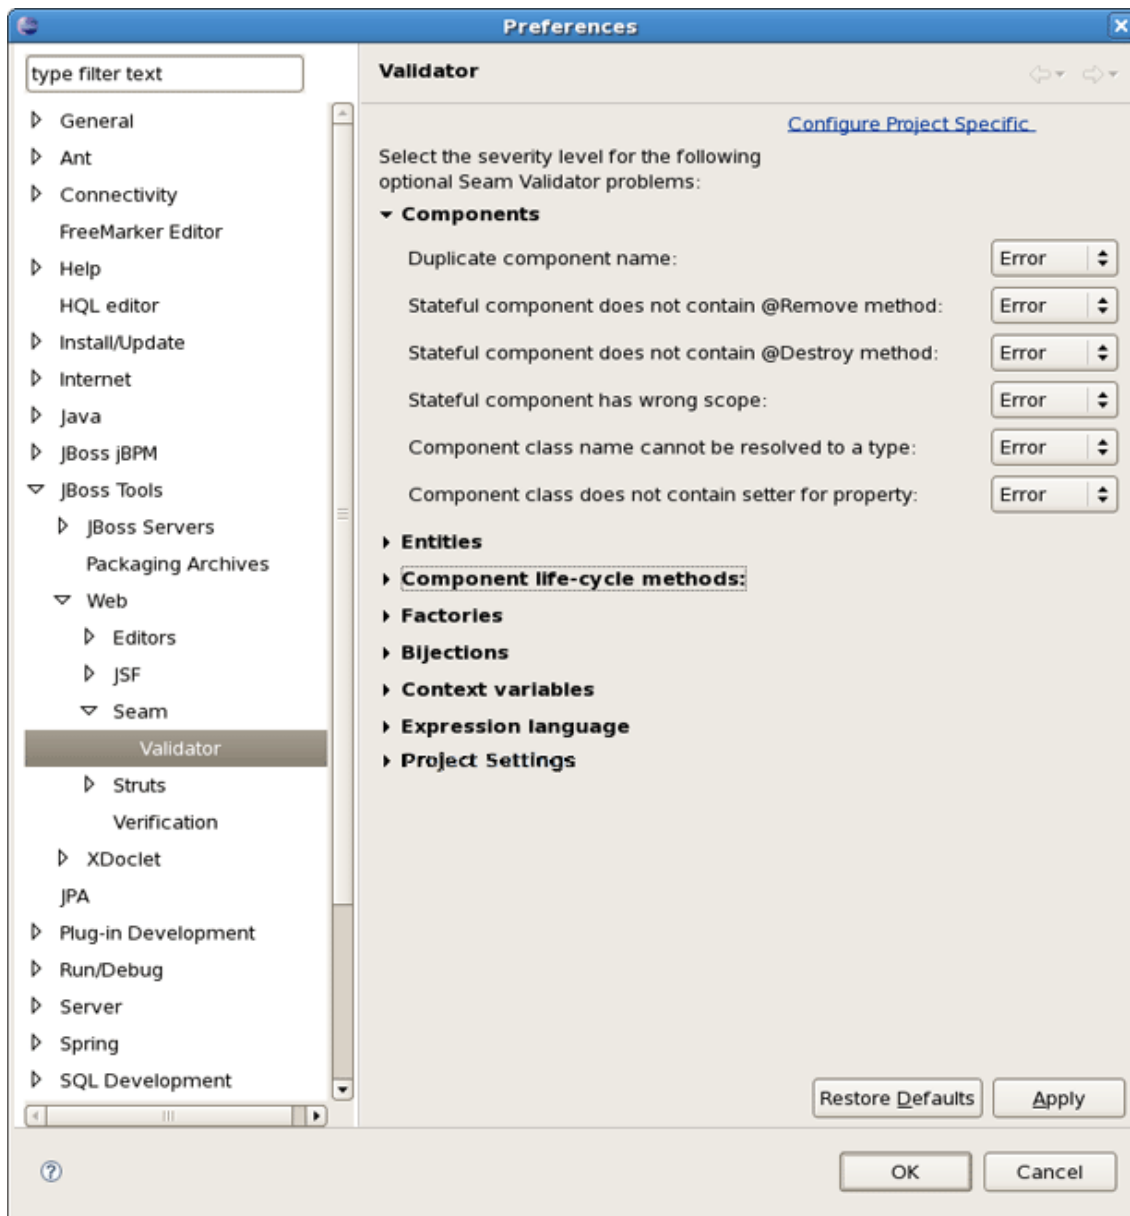 Preferences
type filter text
General
Ant
Connectivity
FreeMarker Editor
Help
HQL editor
Install/Update
Internet
Java
JBoss jBPM
JBoss Tools
JBoss Servers
Packaging Archives
Web
Editors
JSF
Seam
Validator
Struts
Verification
XDoclet
JPA
Plug-in Development
Run/Debug
Server
Spring
SQL Development
Validator
Configure Project Specific
Select the severity level for the following
optional Seam Validator problems:
Components
Duplicate component name: Error
Stateful component does not contain @Remove method: Error
Stateful component does not contain @Destroy method: Error
Stateful component has wrong scope: Error
Component class name cannot be resolved to a type: Error
Component class does not contain setter for property: Error
Entities
Component life-cycle methods:
Factories
Bijections
Context variables
Expression language
Project Settings
Restore Defaults Apply
OK Cancel